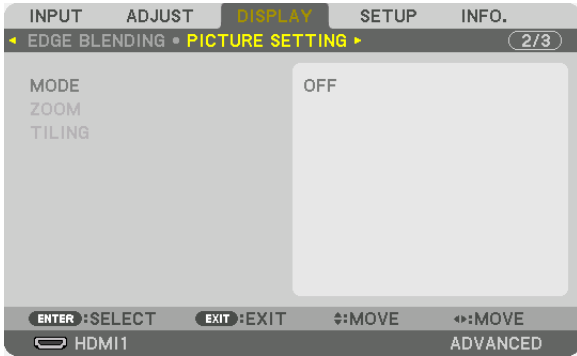 INPUT ADJUST DISPLAY SETUP INFO.
EDGE BLENDING • PICTURE SETTING 2/3
MODE OFF
ZOOM
TILING
ENTER :SELECT EXIT :EXIT :MOVE :MOVE
HDMI1 ADVANCED